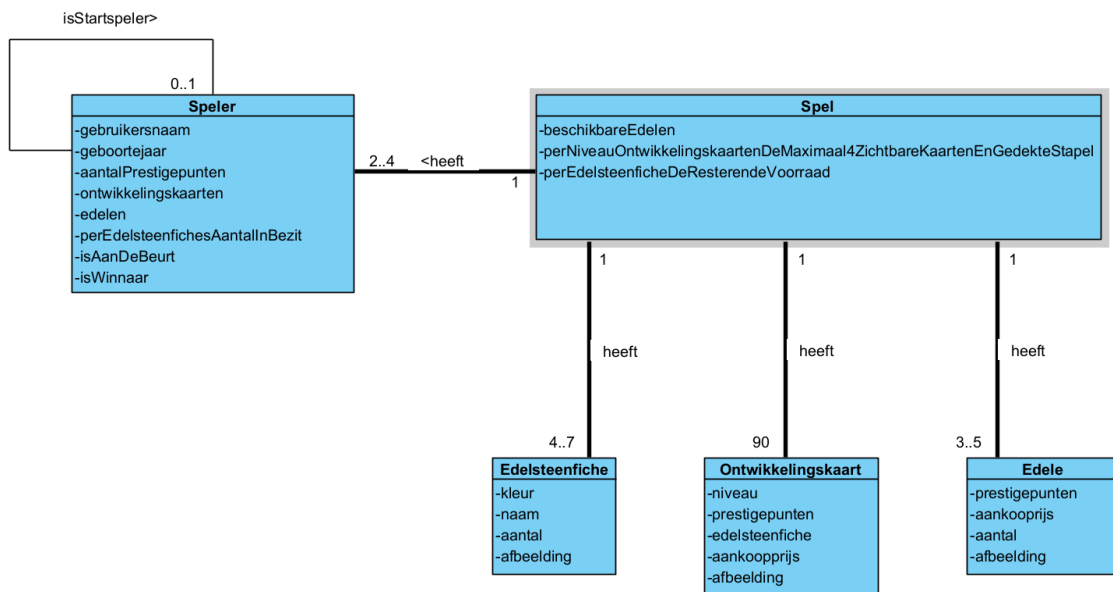 isStartspeler>
0..1
Speler
-gebruikersnaam
-geboortejaar
-aantalPrestigepunten
-ontwikkelingskaarten
-edelen
-perEdelsteenfichesAantalInBezit
-isAanDeBeurt
-isWinnaar
2..4
<heeft
1
Spel
-beschikbareEdelen
-perNiveauOntwikkelingskaartenDeMaximaal4ZichtbareKaartenEnGedekteStapel
-perEdelsteenficheDeResterendeVoorraad
1
1
1
heeft
heeft
heeft
4..7
90
3..5
Edelsteenfiche
-kleur
-naam
-aantal
-afbeelding
Ontwikkelingskaart
-niveau
-prestigepunten
-edelsteenfiche
-aankoopprijs
-afbeelding
Edele
-prestigepunten
-aankooprijs
-aantal
-afbeelding